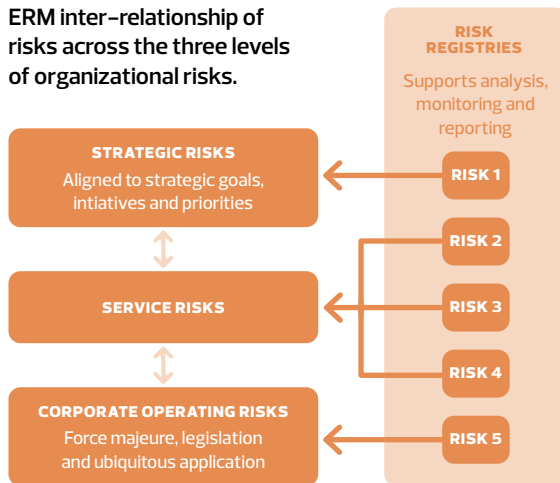 ERM inter-relationship of
risks across the three levels
of organizational risks.
RISK
REGISTRIES
Supports analysis,
monitoring and
reporting
STRATEGIC RISKS
Aligned to strategic goals,
intiatives and priorities
RISK 1
RISK 2
SERVICE RISKS
RISK 3
RISK 4
CORPORATE OPERATING RISKS
Force majeure, legislation
and ubiquitous application
RISK 5